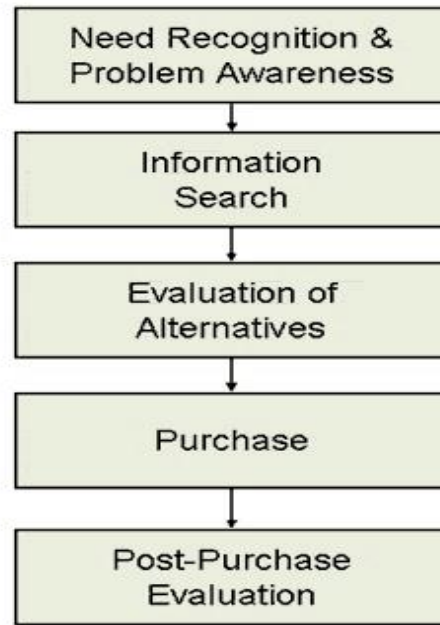 Need Recognition &
Problem Awareness
Information
Search
Evaluation of
Alternatives
Purchase
Post-Purchase
Evaluation